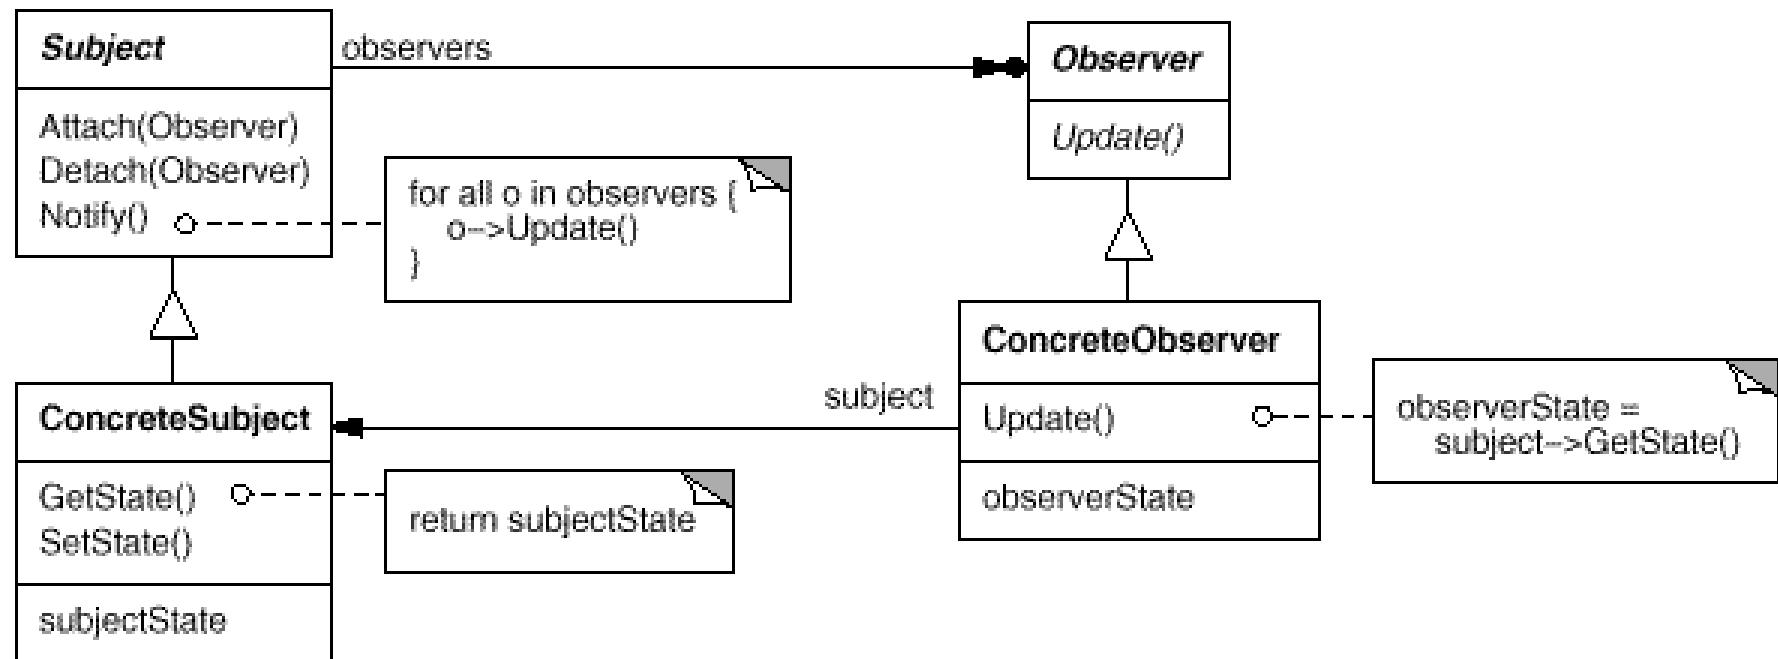 Subject
observers
Attach(Observer)
Detach(Observer)
Notify()
for all o in observers {
o->Update()
}
Observer
Update()
ConcreteSubject
GetState()
SetState()
subjectState
return subjectState
subject
ConcreteObserver
Update()
observerState
observerState =
subject->GetState()